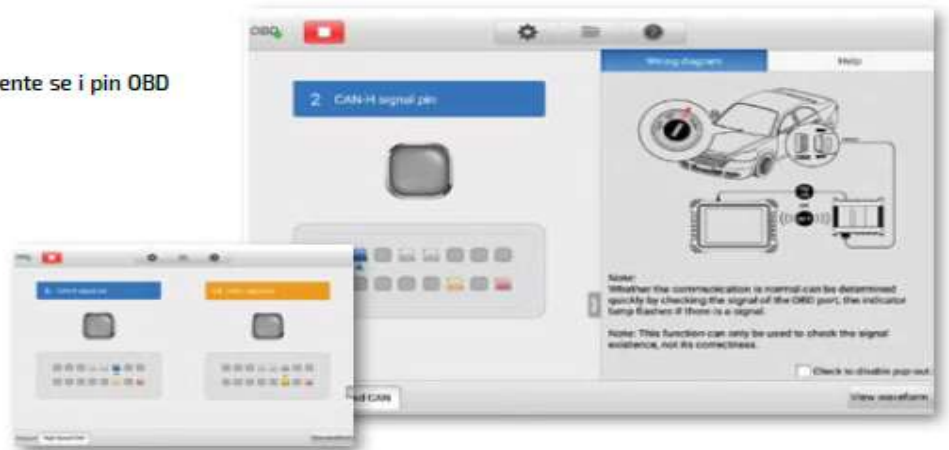 ente se i pin OBD
OBD
Wiring diagram
Help
2 CAN-H signal pin
Note:
Whether the communication is normal can be determined
quickly by checking the signal of the OBD port, the indicator
lamp flashes if there is a signal.
Note: This function can only be used to check the signal
existence, not its correctness.
Check to disable pop-out
ed CAN
View waveform